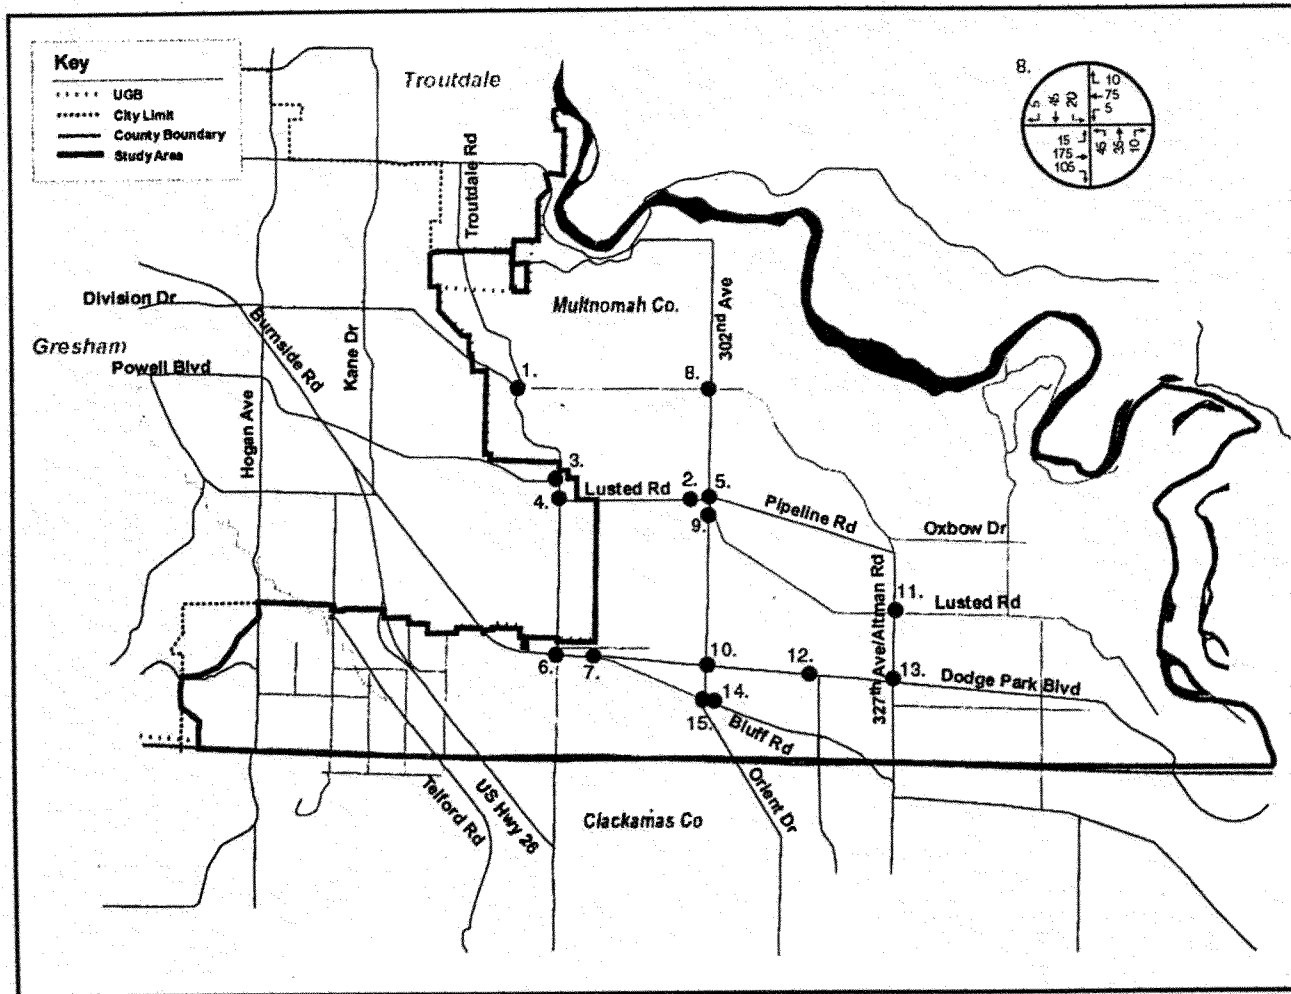 Key
UGB
City Limit
County Boundary
Study Area
Troutdale
8.
5
45
20
10
75
5
15
175
105
45
35
10
Troutdale Rd
Division Dr
Burnside Rd
Kane Dr
Multnomah Co.
302nd Ave
Gresham
Powell Blvd
Hogan Ave
1.
8.
3.
4.
Lusted Rd
2.
5.
9.
Pipeline Rd
Oxbow Dr
327th Ave/Altman Rd
11.
Lusted Rd
6.
7.
10.
12.
13.
Dodge Park Blvd
14.
15.
Bluff Rd
Orient Dr
Telford Rd
US Hwy 26
Clackamas Co